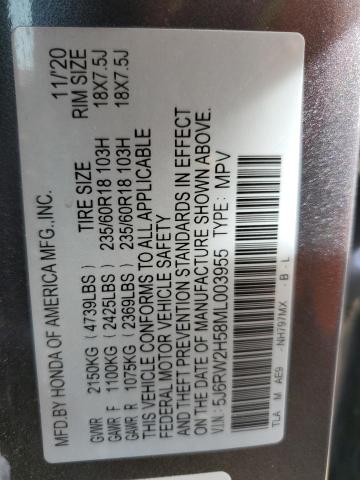 MFD.BY HONDA OF AMERICA MFG.,INC. 11/'20
TIRE SIZE RIM SIZE
GVWR 2150KG ( 4739LBS )
GAWR F 1100KG ( 2425LBS ) 235/60R18 103H 18X7.5J
GAWR R 1075KG ( 2369LBS ) 235/60R18 103H 18X7.5J
THIS VEHICLE CONFORMS TO ALL APPLICABLE
FEDERAL MOTOR VEHICLE SAFETY
AND THEFT PREVENTION STANDARDS IN EFFECT
ON THE DATE OF MANUFACTURE SHOWN ABOVE.
V.I.N.: 5J6RW2H58ML003955 TYPE: MPV
TLA M AE9 - NH797MX - B - L